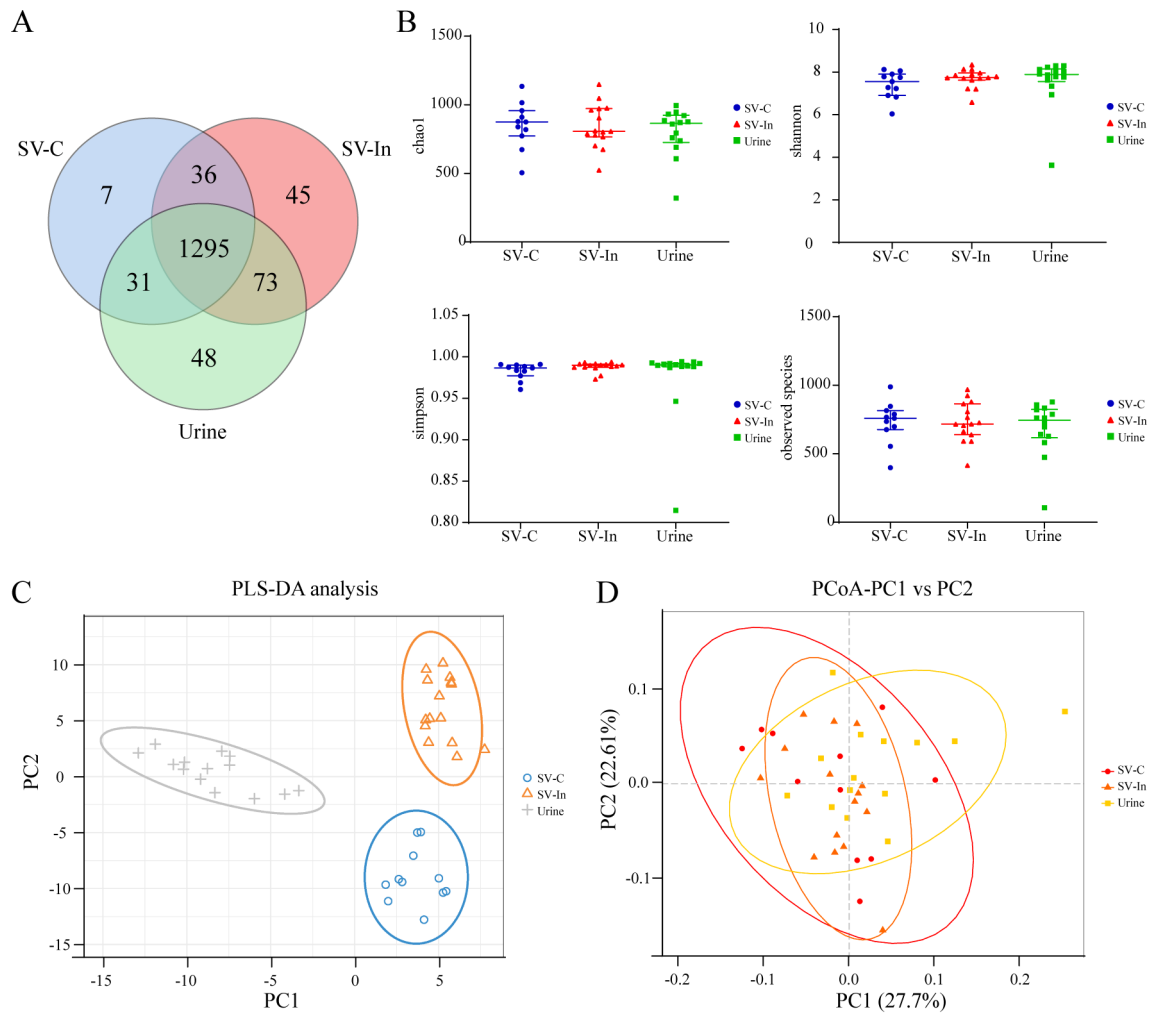 A
SV-C
SV-In
7
36
45
1295
31
73
48
Urine
B
1500
1000
500
0
chao1
SV-C
SV-In
Urine
SV-C
SV-In
Urine
10
8
6
4
2
0
shannon
SV-C
SV-In
Urine
SV-C
SV-In
Urine
1.05
1.00
0.95
0.90
0.85
0.80
simpson
SV-C
SV-In
Urine
SV-C
SV-In
Urine
1500
1000
500
0
observed species
SV-C
SV-In
Urine
SV-C
SV-In
Urine
C
PLS-DA analysis
10
5
0
-5
-10
-15
PC2
-15
-10
-5
0
5
PC1
SV-C
SV-In
Urine
D
PCoA-PC1 vs PC2
0.1
0.0
-0.1
PC2 (22.61%)
-0.2
-0.1
0.0
0.1
0.2
PC1 (27.7%)
SV-C
SV-In
Urine